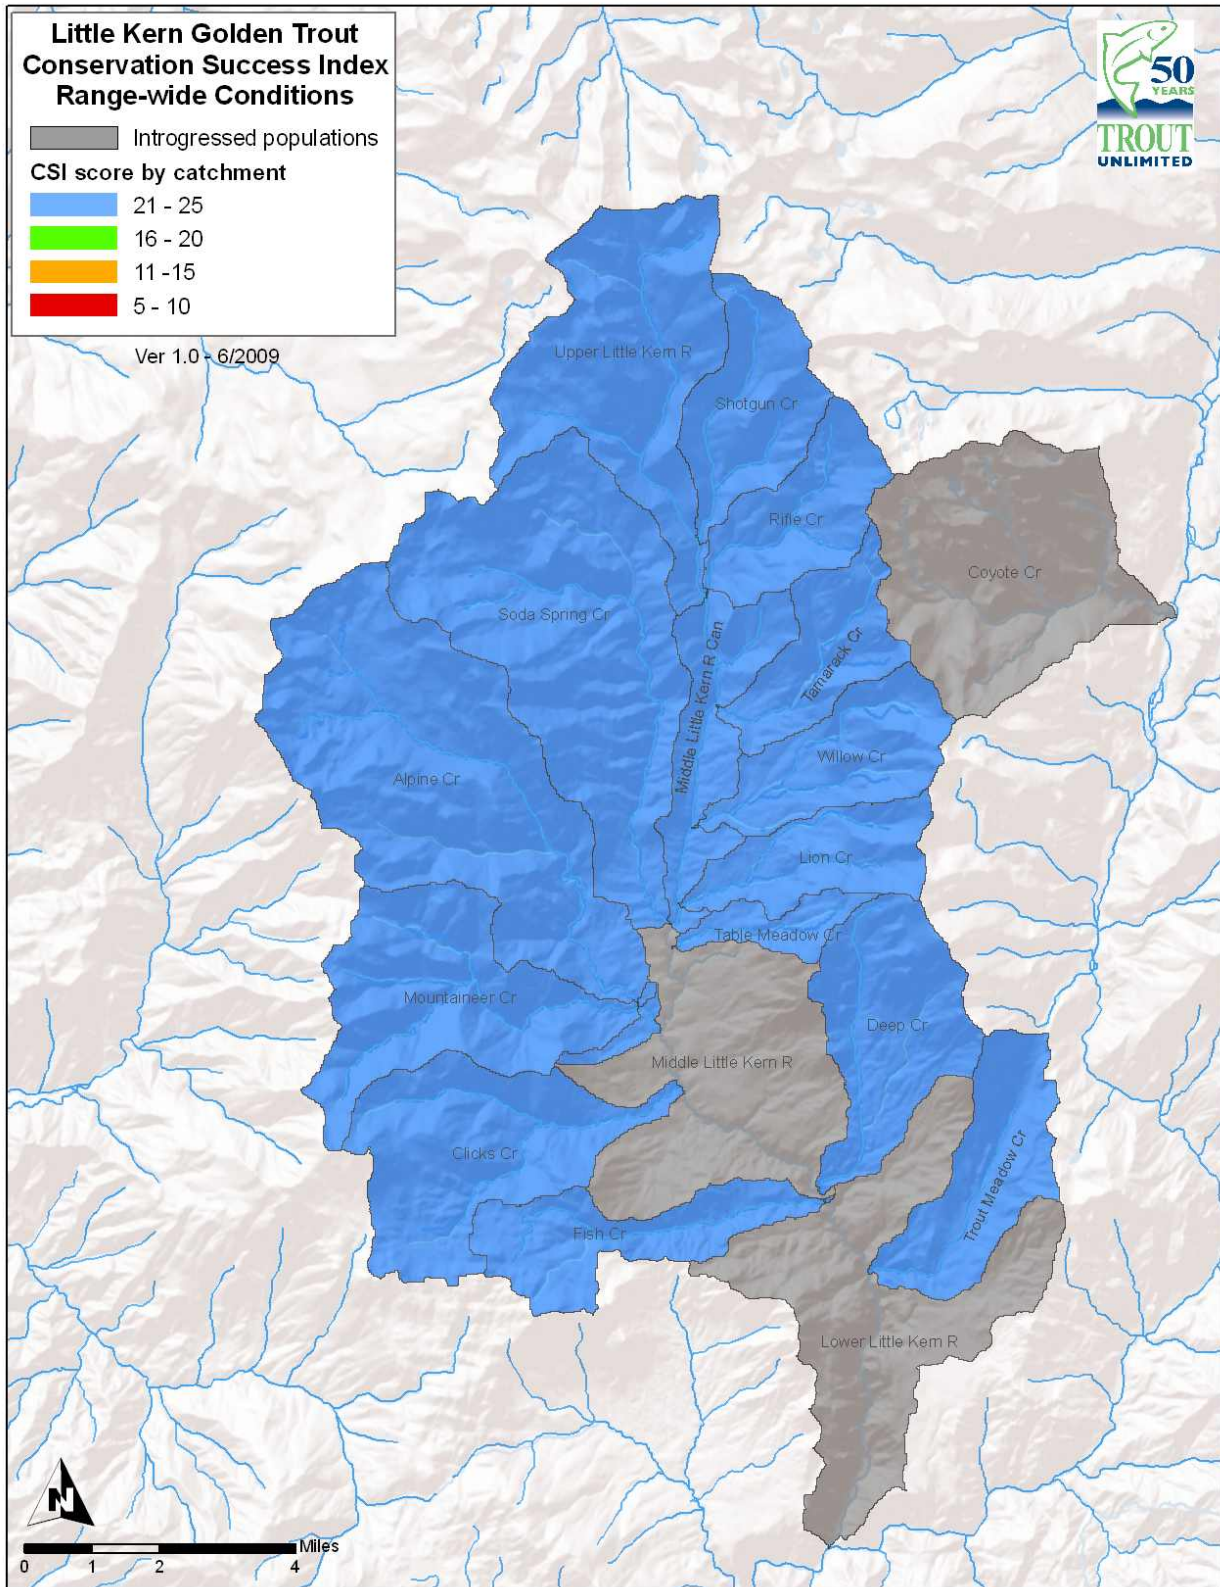 Little Kern Golden Trout
Conservation Success Index
Range-wide Conditions
Introgressed populations
CSI score by catchment
21 - 25
16 - 20
11 -15
5 - 10
Ver 1.0 - 6/2009
50
YEARS
TROUT
UNLIMITED
Upper Little Kern R
Shotgun Cr
Rifle Cr
Coyote Cr
Soda Spring Cr
Tamarack Cr
Middle Little Kern R Can
Willow Cr
Alpine Cr
Lion Cr
Table Meadow Cr
Mountaineer Cr
Deep Cr
Middle Little Kern R
Clicks Cr
Trout Meadow Cr
Fish Cr
Lower Little Kern R
N
Miles
0 1 2 4